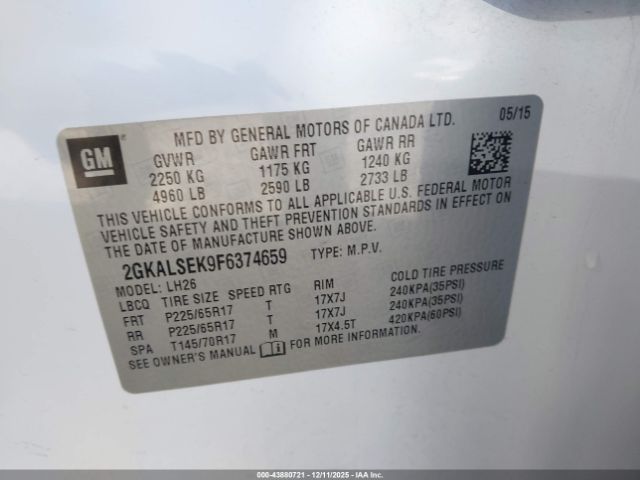 GM
MFD BY GENERAL MOTORS OF CANADA LTD. 05/15
GVWR GAWR FRT GAWR RR
2250 KG 1175 KG 1240 KG
4960 LB 2590 LB 2733 LB
THIS VEHICLE CONFORMS TO ALL APPLICABLE U.S. FEDERAL MOTOR
VEHICLE SAFETY AND THEFT PREVENTION STANDARDS IN EFFECT ON
THE DATE OF MANUFACTURE SHOWN ABOVE.
2GKALSEK9F6374659 TYPE: M.P.V.
MODEL: LH26
LBCQ TIRE SIZE SPEED RTG RIM COLD TIRE PRESSURE
FRT P225/65R17 T 17X7J 240KPA(35PSI)
RR P225/65R17 T 17X7J 240KPA(35PSI)
SPA T145/70R17 M 17X4.5T 420KPA(60PSI)
SEE OWNER'S MANUAL FOR MORE INFORMATION.
000-43880721 - 12/11/2025 - IAAI.COM